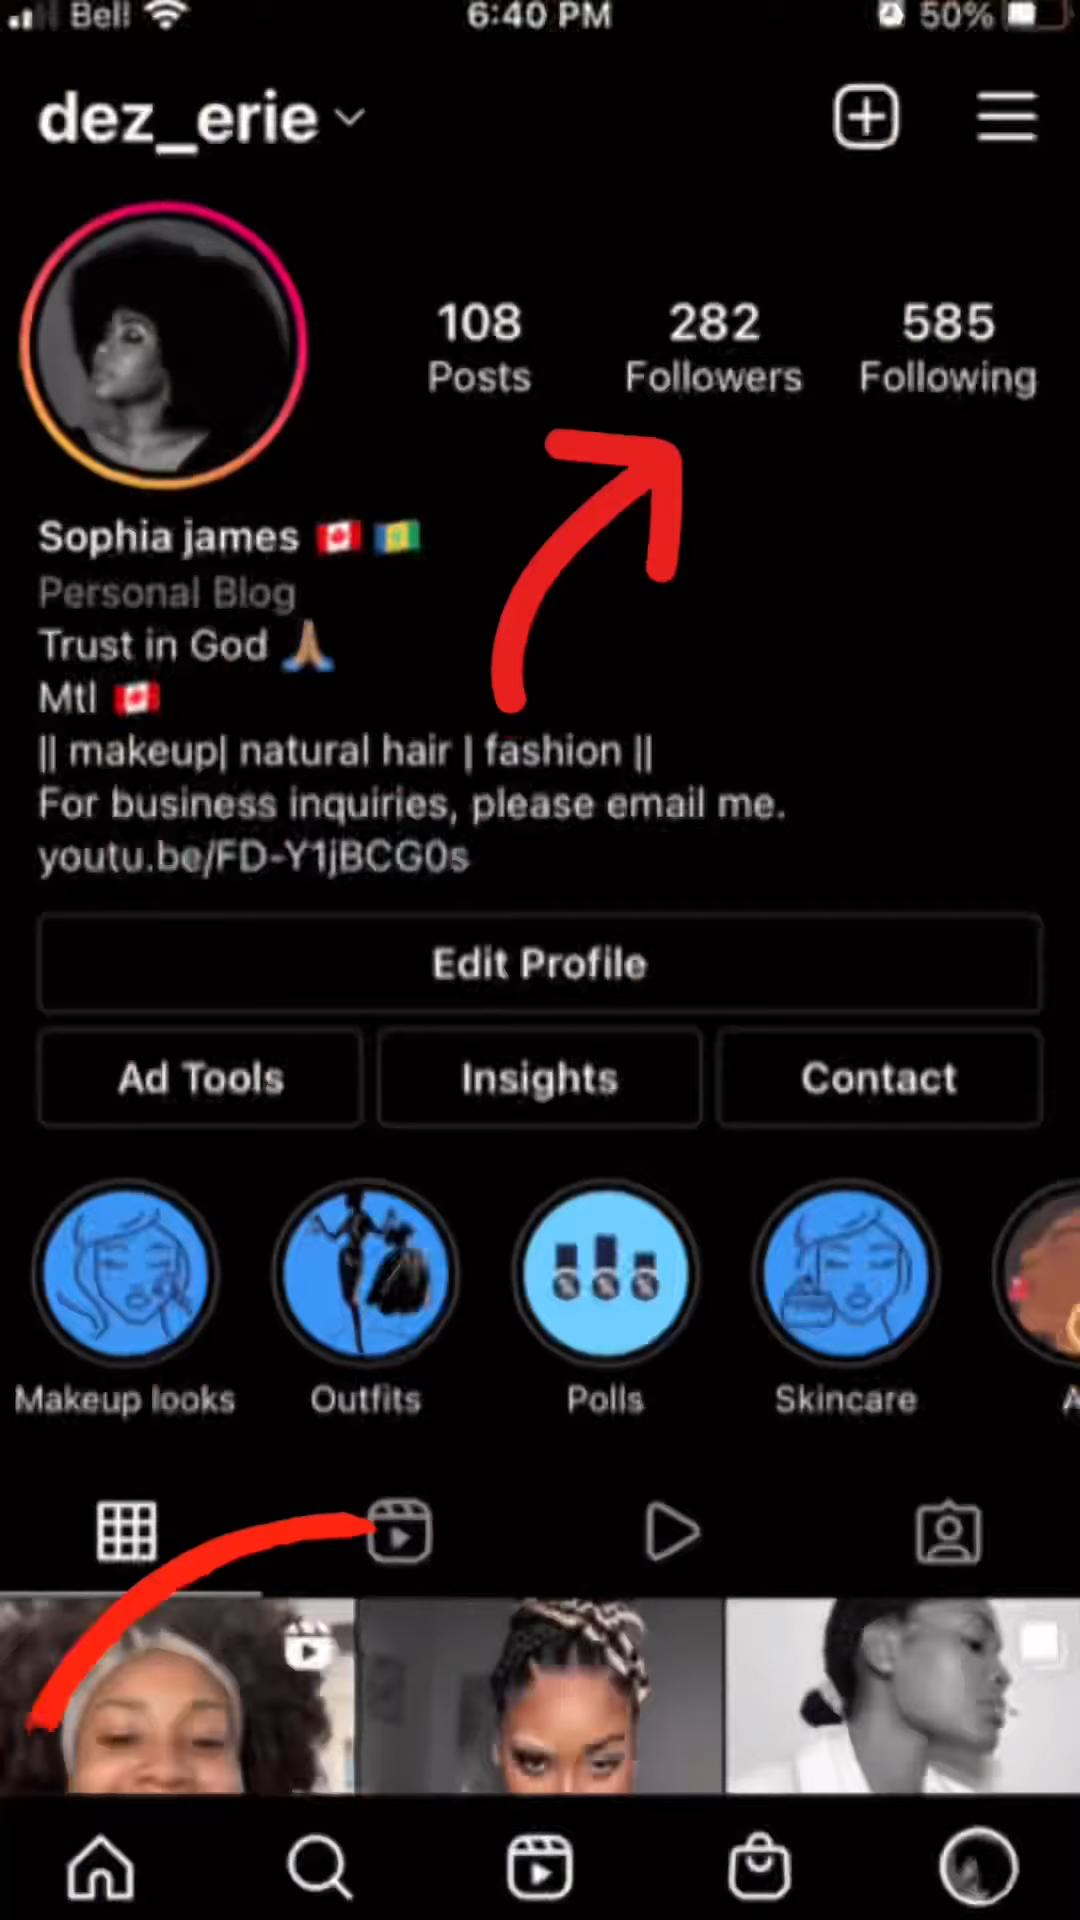 Bell 6:40 PM 50%
dez_erie
108 282 585
Posts Followers Following
Sophia james 🇨🇦 🇻🇨
Personal Blog
Trust in God 🙏🏽
Mtl 🇨🇦
|| makeup| natural hair | fashion ||
For business inquiries, please email me.
youtu.be/FD-Y1jBCG0s
Edit Profile
Ad Tools Insights Contact
Makeup looks Outfits Polls Skincare A